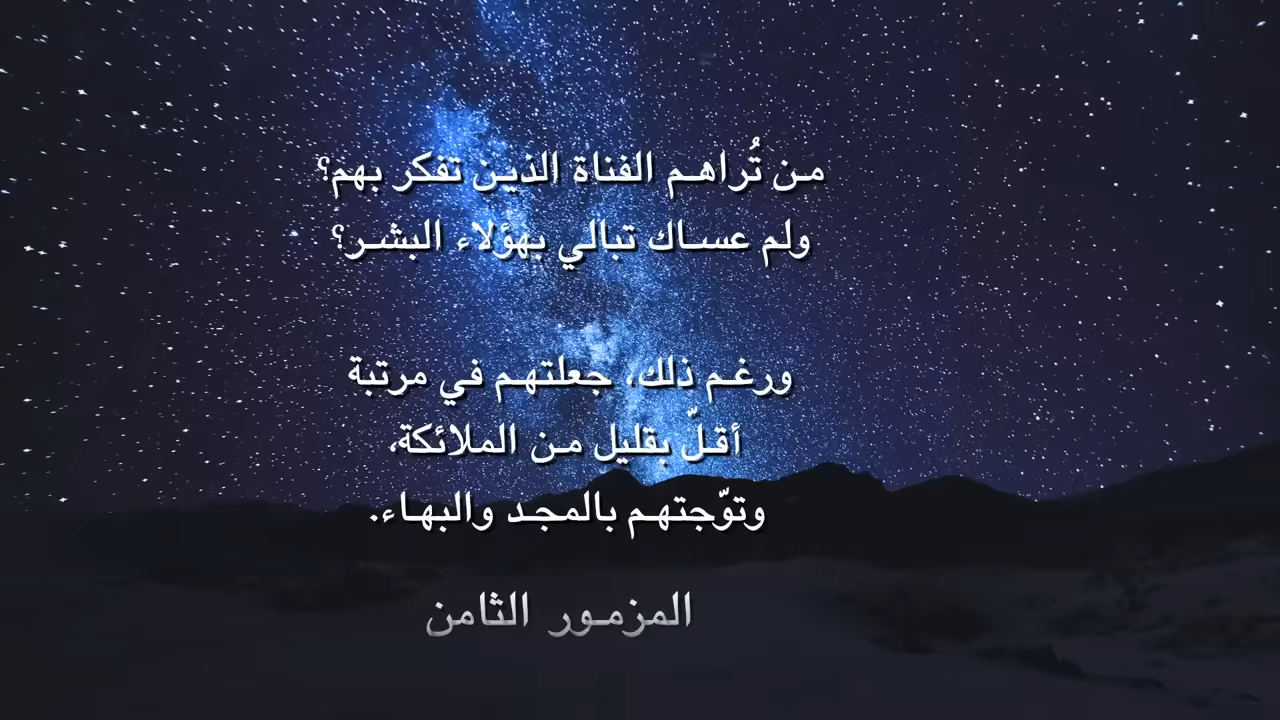 من تُراهم الفناة الذين تفكر بهم؟
ولم عساك تبالي بهؤلاء البشر؟
ورغم ذلك، جعلتهم في مرتبة
أقلّ بقليل من الملائكة،
وتوّجتهم بالمجد والبهاء.
المزمور الثامن